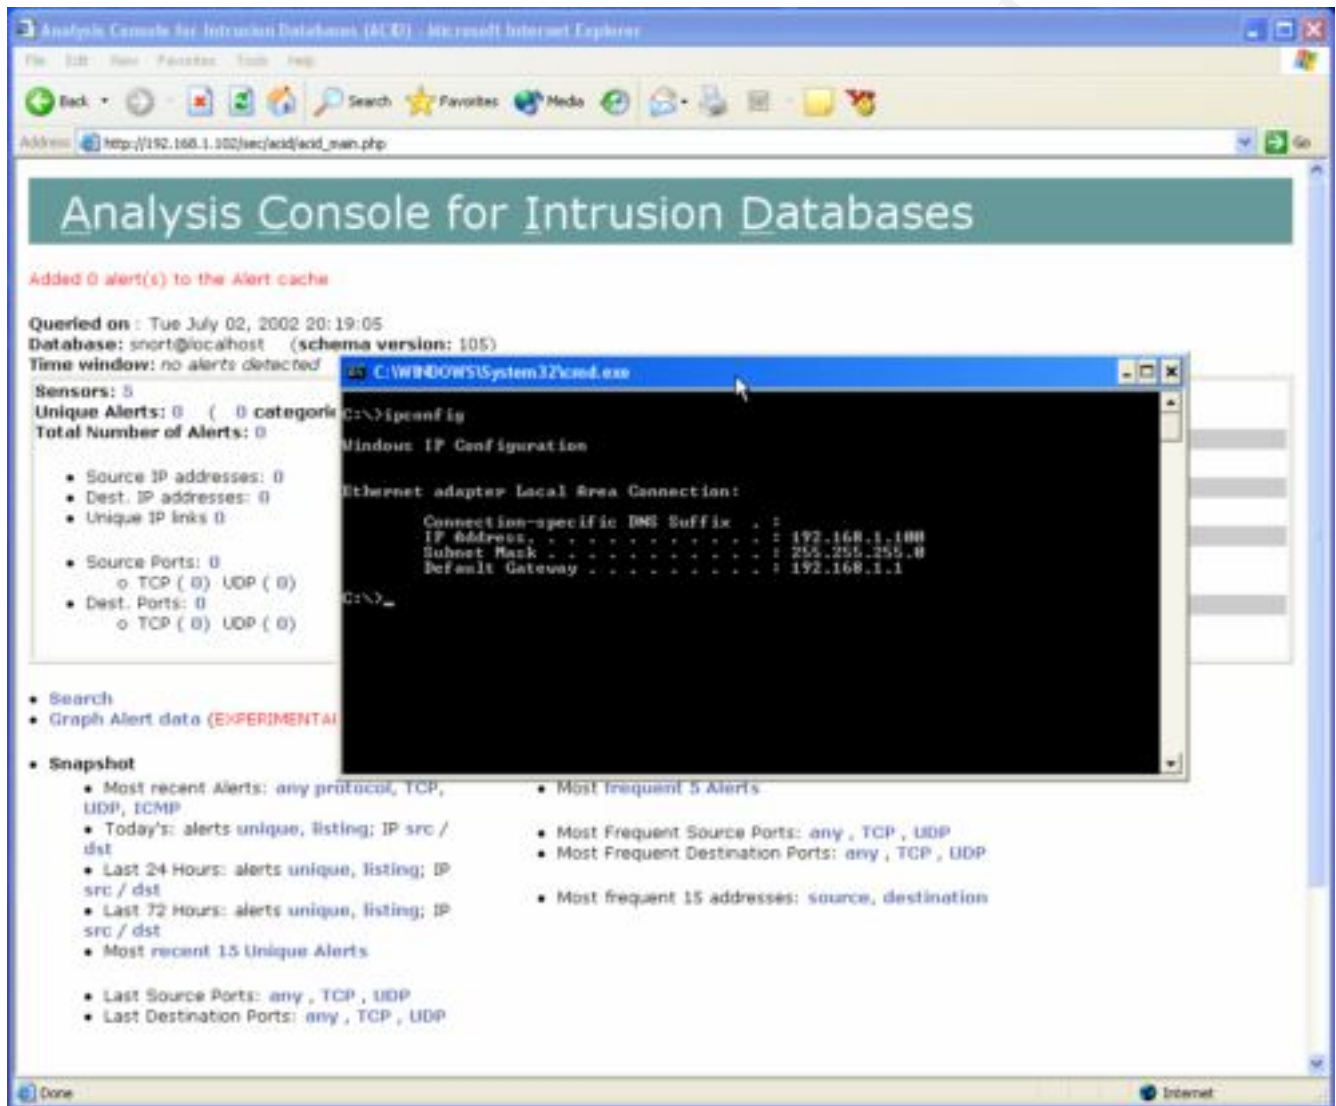 Analysis Console for Intrusion Databases (ACID) - Microsoft Internet Explorer
File Edit View Favorites Tools Help
Back Search Favorites Media
Address http://192.168.1.102/sec/acid/acid_main.php Go
Analysis Console for Intrusion Databases
Added 0 alert(s) to the Alert cache
Queried on : Tue July 02, 2002 20:19:05
Database: snort@localhost (schema version: 105)
Time window: no alerts detected
Sensors: 5
Unique Alerts: 0 ( 0 categorie
Total Number of Alerts: 0
• Source IP addresses: 0
• Dest. IP addresses: 0
• Unique IP links 0
• Source Ports: 0
o TCP ( 0) UDP ( 0)
• Dest. Ports: 0
o TCP ( 0) UDP ( 0)
C:\WINDOWS\System32\cmd.exe
C:\>ipconfig
Windows IP Configuration
Ethernet adapter Local Area Connection:
Connection-specific DNS Suffix . :
IP Address. . . . . . . . . . . . : 192.168.1.100
Subnet Mask . . . . . . . . . . . : 255.255.255.0
Default Gateway . . . . . . . . . : 192.168.1.1
C:\>_
• Search
• Graph Alert data (EXPERIMENTAL
• Snapshot
• Most recent Alerts: any protocol, TCP,
UDP, ICMP
• Today's: alerts unique, listing; IP src /
dst
• Last 24 Hours: alerts unique, listing; IP
src / dst
• Last 72 Hours: alerts unique, listing; IP
src / dst
• Most recent 15 Unique Alerts
• Last Source Ports: any , TCP , UDP
• Last Destination Ports: any , TCP , UDP
• Most frequent 5 Alerts
• Most Frequent Source Ports: any , TCP , UDP
• Most Frequent Destination Ports: any , TCP , UDP
• Most frequent 15 addresses: source, destination
Done
Internet